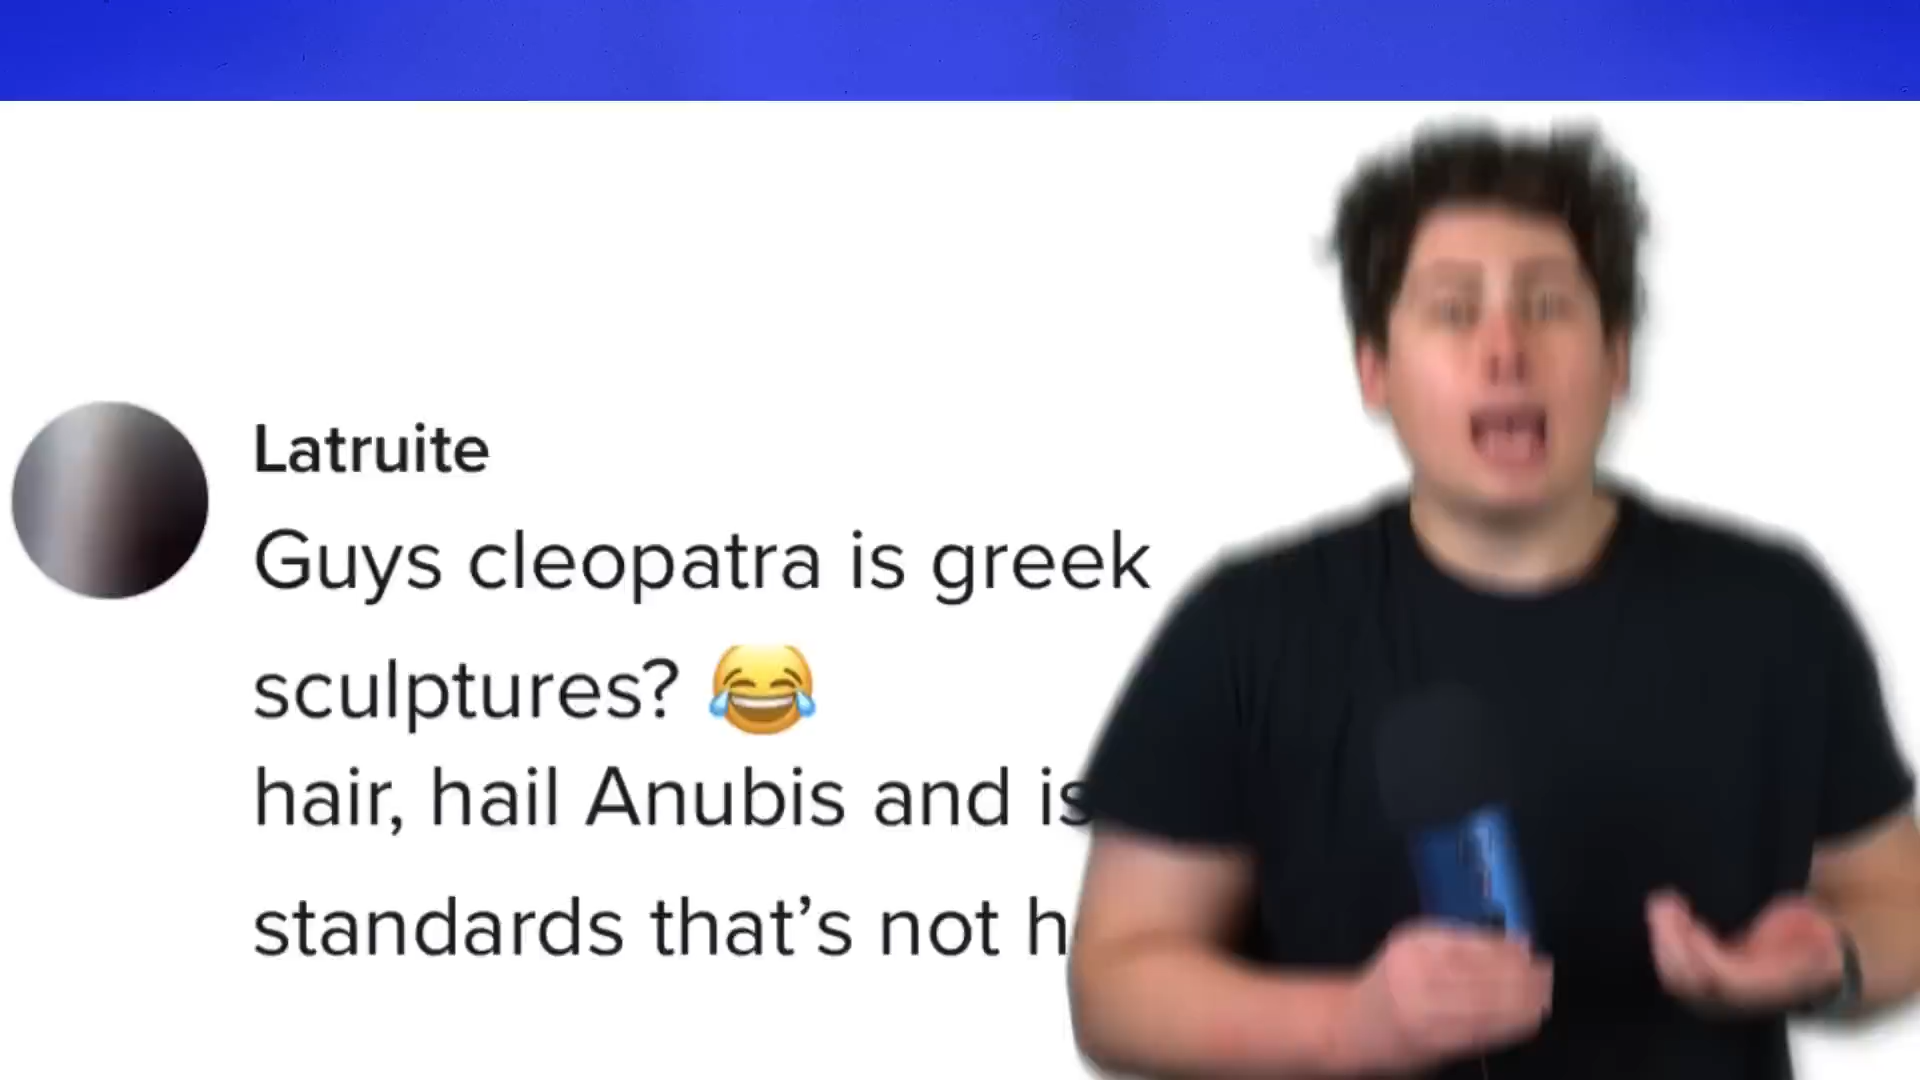 Latruite
Guys cleopatra is greek
sculptures? 😂
hair, hail Anubis and is
standards that’s not h